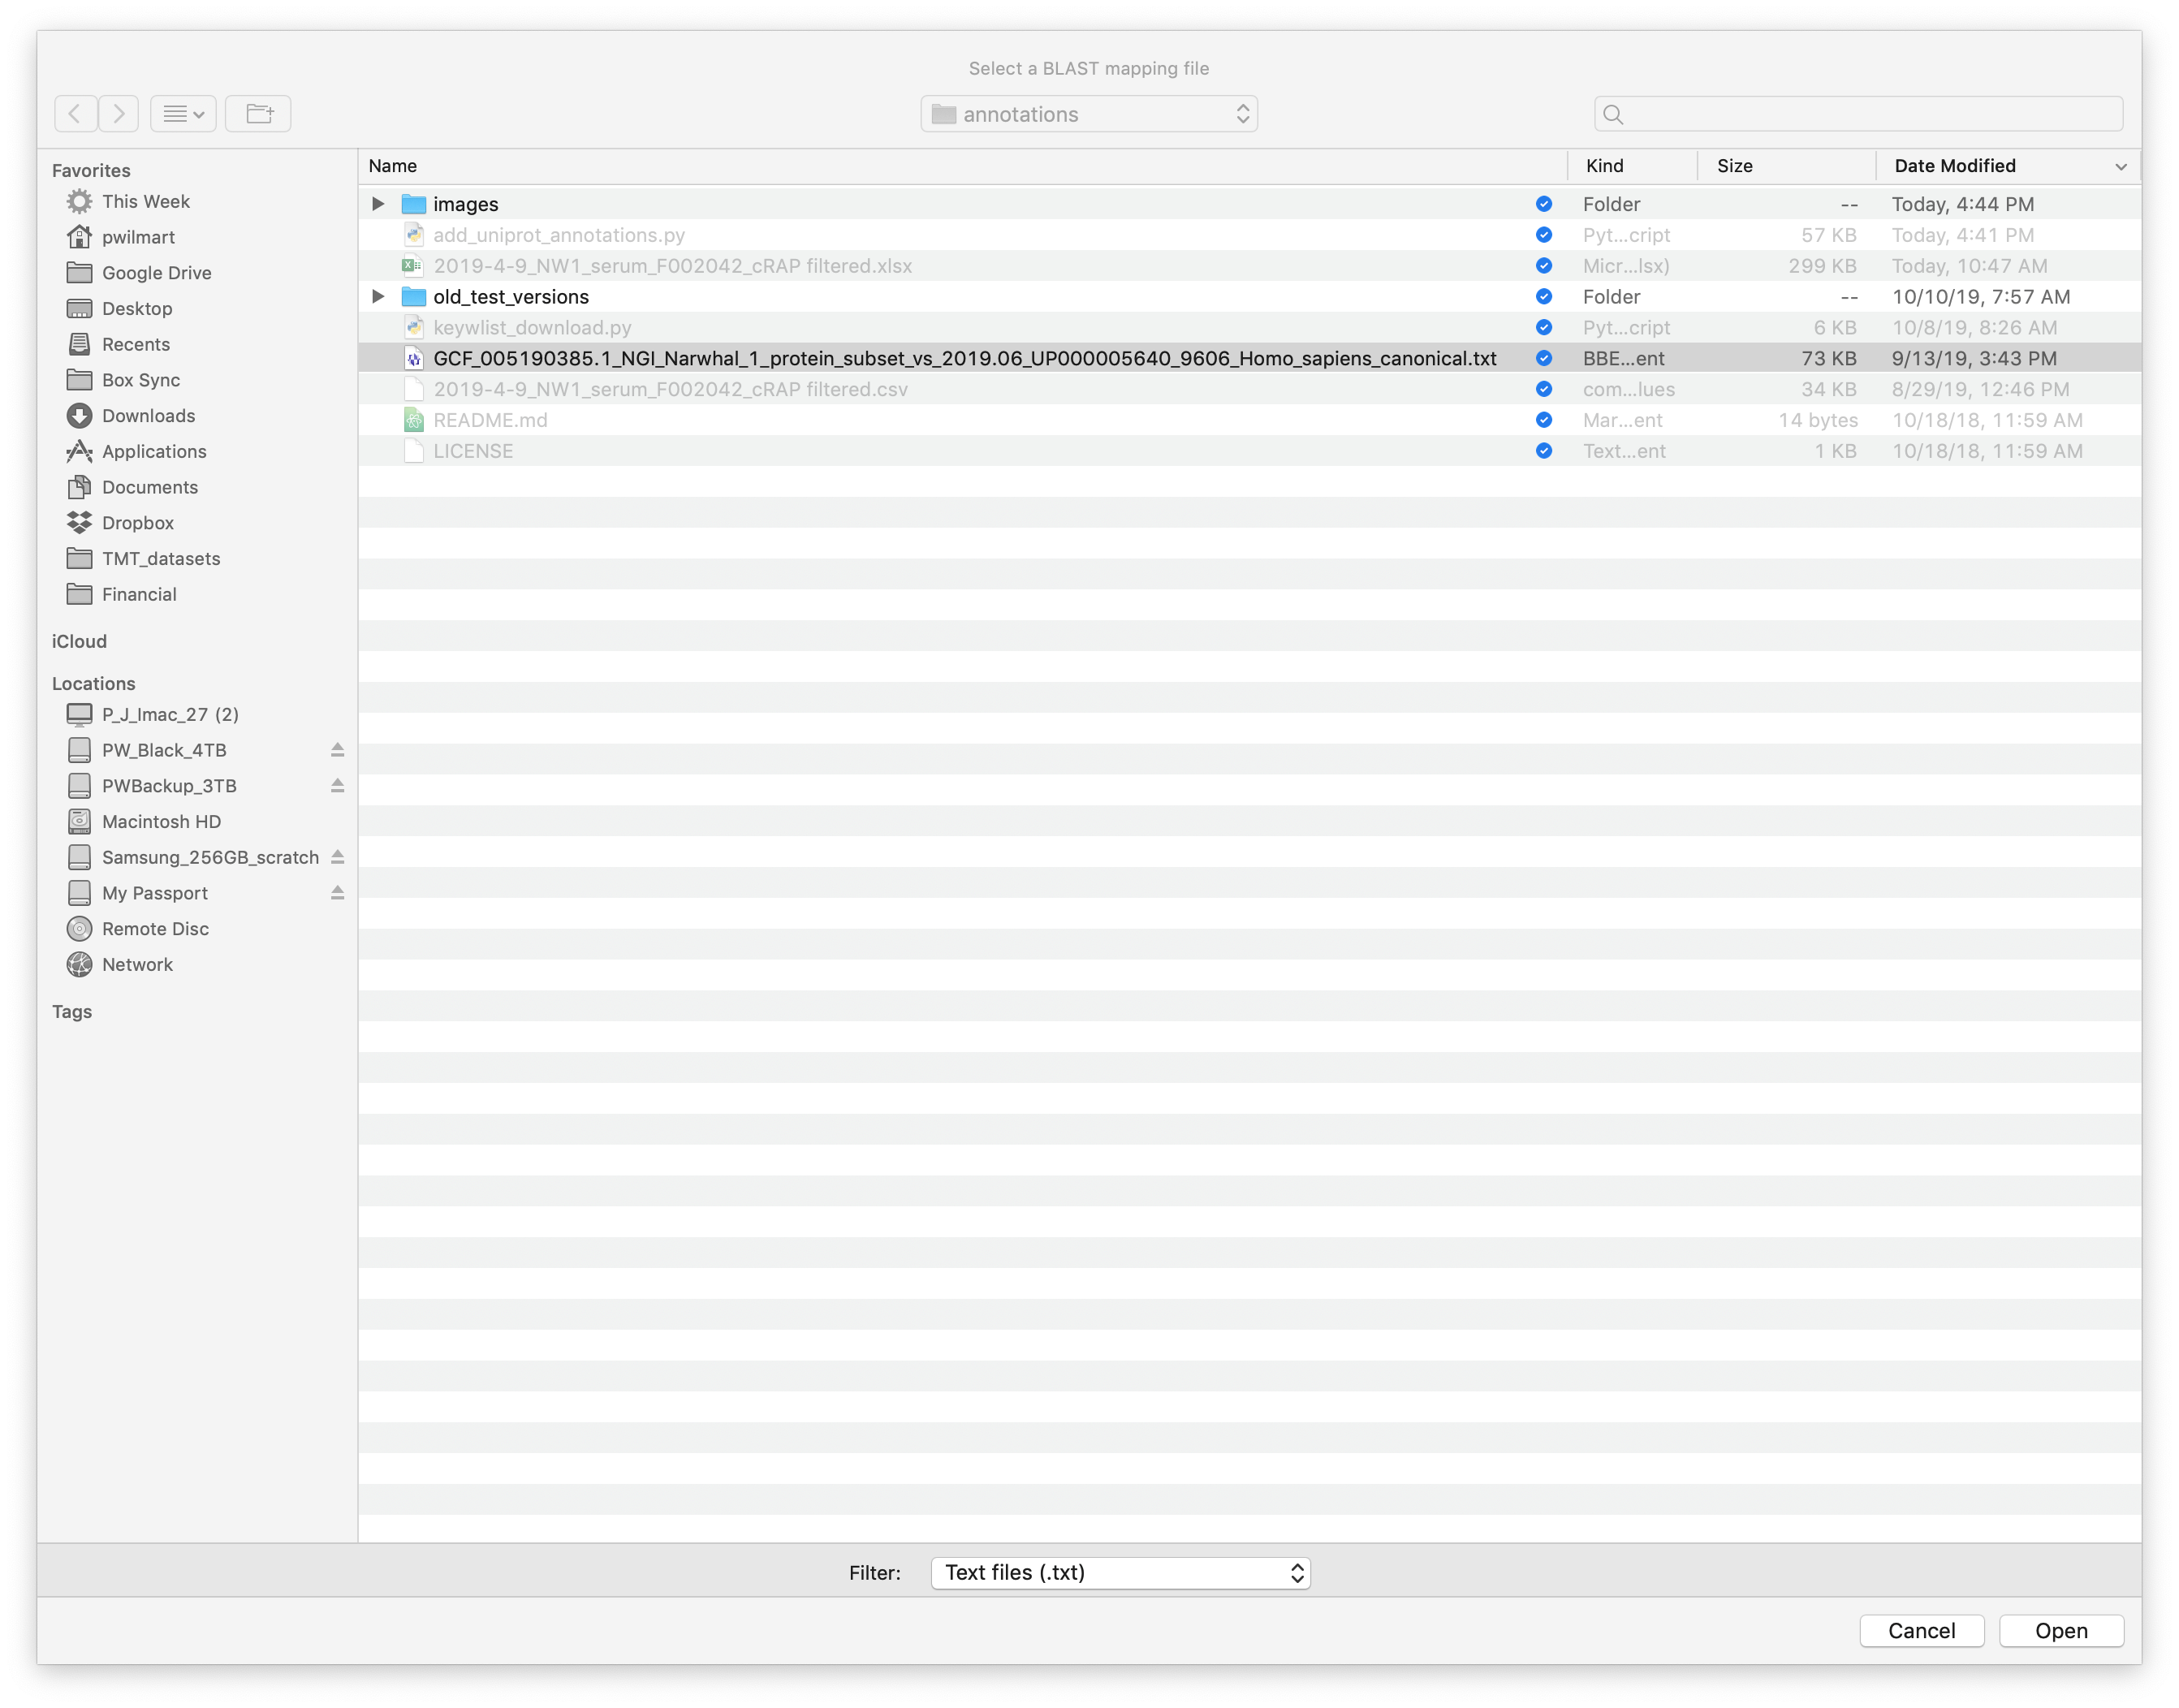 Select a BLAST mapping file
annotations
Favorites
This Week
pwilmart
Google Drive
Desktop
Recents
Box Sync
Downloads
Applications
Documents
Dropbox
TMT_datasets
Financial
iCloud
Locations
P_J_Imac_27 (2)
PW_Black_4TB
PWBackup_3TB
Macintosh HD
Samsung_256GB_scratch
My Passport
Remote Disc
Network
Tags
Name Kind Size Date Modified
images Folder -- Today, 4:44 PM
add_uniprot_annotations.py Pyt...cript 57 KB Today, 4:41 PM
2019-4-9_NW1_serum_F002042_cRAP filtered.xlsx Micr...lsx) 299 KB Today, 10:47 AM
old_test_versions Folder -- 10/10/19, 7:57 AM
keywlist_download.py Pyt...cript 6 KB 10/8/19, 8:26 AM
GCF_005190385.1_NGI_Narwhal_1_protein_subset_vs_2019.06_UP000005640_9606_Homo_sapiens_canonical.txt BBE...ent 73 KB 9/13/19, 3:43 PM
2019-4-9_NW1_serum_F002042_cRAP filtered.csv com...lues 34 KB 8/29/19, 12:46 PM
README.md Mar...ent 14 bytes 10/18/18, 11:59 AM
LICENSE Text...ent 1 KB 10/18/18, 11:59 AM
Filter: Text files (.txt)
Cancel Open